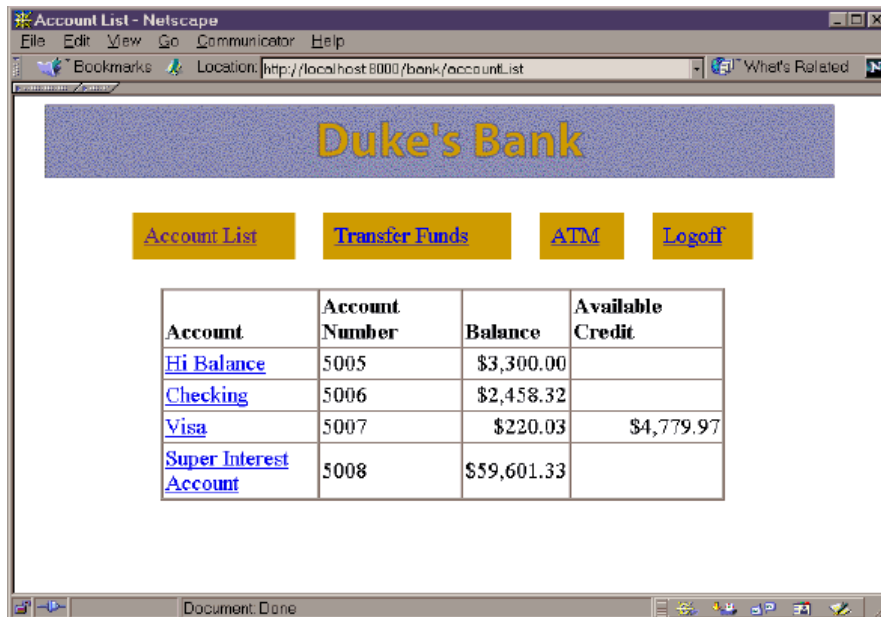 Account List - Netscape
File Edit View Go Communicator Help
Bookmarks Location: http://localhost:8000/bank/accountList What's Related N
Duke's Bank
Account List Transfer Funds ATM Logoff
Account Account Number Balance Available Credit
Hi Balance 5005 $3,300.00
Checking 5006 $2,458.32
Visa 5007 $220.03 $4,779.97
Super Interest Account 5008 $59,601.33
Document: Done